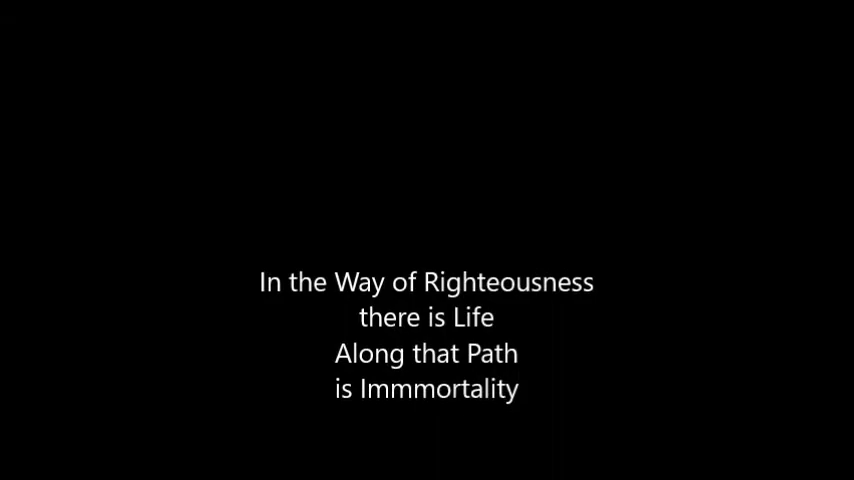 In the Way of Righteousness
there is Life
Along that Path
is Immmortality